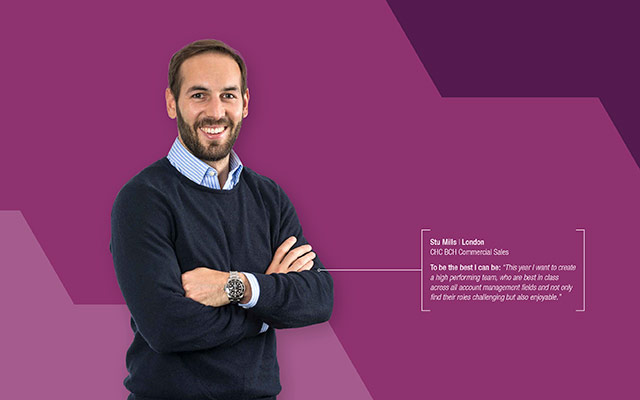 Stu Mills | London
CHC BCH Commercial Sales
To be the best I can be: "This year I want to create
a high performing team, who are best in class
across all account management fields and not only
find their roles challenging but also enjoyable."